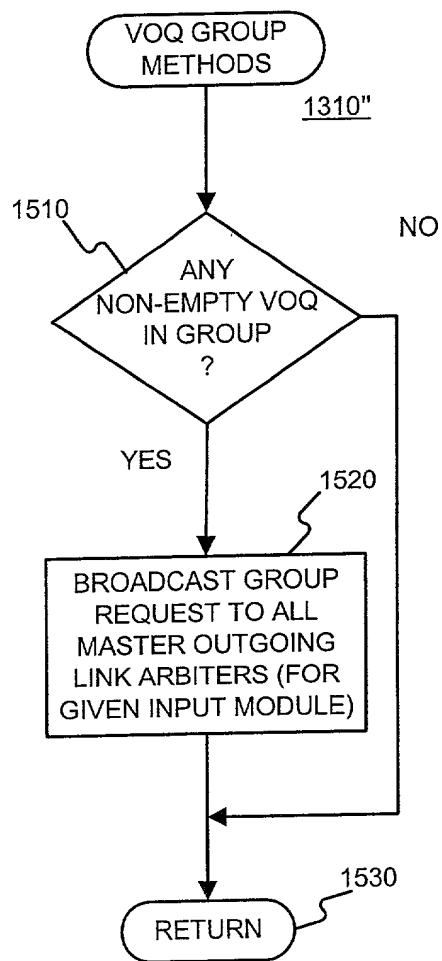 VOQ GROUP
METHODS
1310"
1510
NO
ANY
NON-EMPTY VOQ
IN GROUP
?
YES
1520
BROADCAST GROUP
REQUEST TO ALL
MASTER OUTGOING
LINK ARBITERS (FOR
GIVEN INPUT MODULE)
1530
RETURN